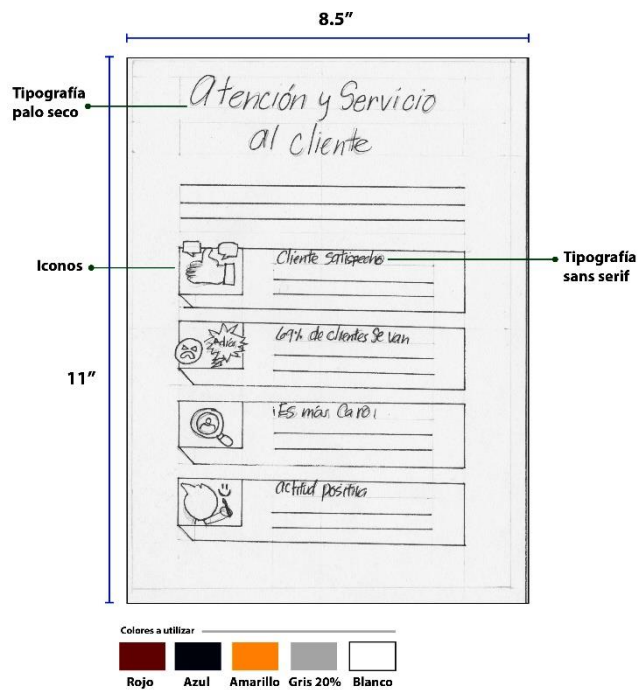 8.5”
Tipografía
palo seco
Atención y Servicio
al cliente
Iconos
Cliente satisfecho
Tipografía
sans serif
69% de clientes se van
Adiós
11”
¡Es más Caro!
actitud positiva
Colores a utilizar
Rojo
Azul
Amarillo
Gris 20%
Blanco